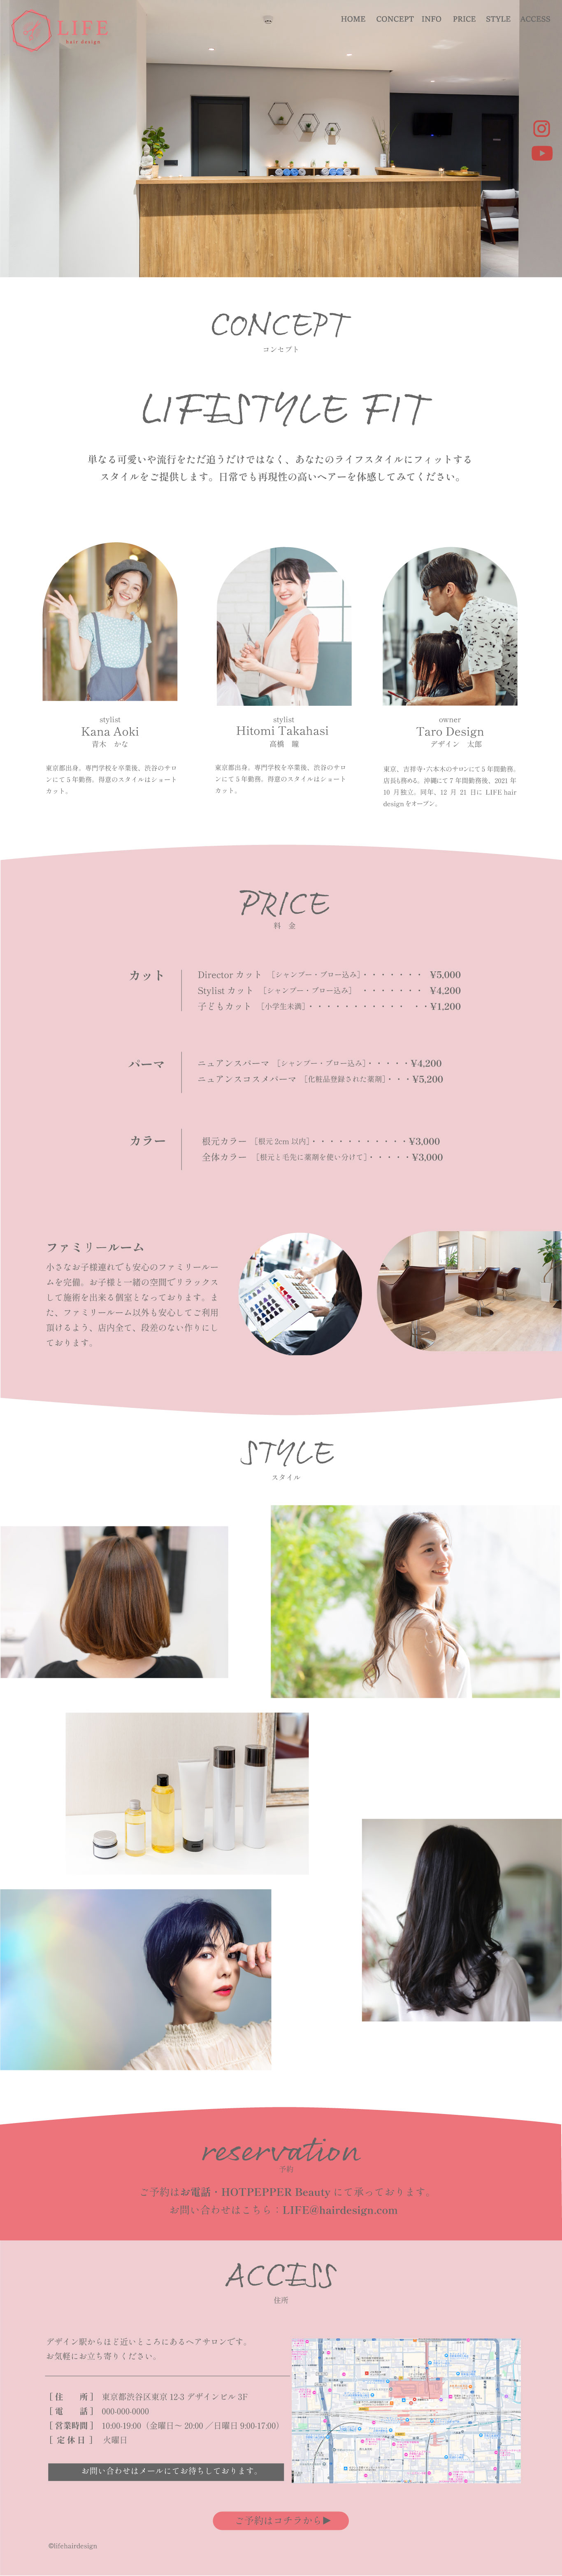 LIFE
hair design
HOME CONCEPT INFO PRICE STYLE ACCESS
CONCEPT
コンセプト
LIFESTYLE FIT
単なる可愛いや流行をただ追うだけではなく、あなたのライフスタイルにフィットする
スタイルをご提供します。日常でも再現性の高いヘアーを体感してみてください。
stylist
Kana Aoki
青木 かな
東京都出身。専門学校を卒業後、渋谷のサロ
ンにて5年勤務。得意のスタイルはショート
カット。
stylist
Hitomi Takahasi
高橋 瞳
東京都出身。専門学校を卒業後、渋谷のサロ
ンにて5年勤務。得意のスタイルはショート
カット。
owner
Taro Design
デザイン 太郎
東京、吉祥寺・六本木のサロンにて5年間勤務。
店長も務める。沖縄にて7年間勤務後、2021年
10月独立。同年、12月21日にLIFE hair
designをオープン。
PRICE
料 金
カット
Director カット [シャンプー・ブロー込み]・・・・・・・ ¥5,000
Stylist カット [シャンプー・ブロー込み] ・・・・・・・ ¥4,200
子どもカット [小学生未満]・・・・・・・・・・・ ・・¥1,200
パーマ
ニュアンスパーマ [シャンプー・ブロー込み]・・・・・¥4,200
ニュアンスコスメパーマ [化粧品登録された薬剤]・・・¥5,200
カラー
根元カラー [根元2cm以内]・・・・・・・・・・・¥3,000
全体カラー [根元と毛先に薬剤を使い分けて]・・・・・¥3,000
ファミリールーム
小さなお子様連れでも安心のファミリールー
ムを完備。お子様と一緒の空間でリラックス
して施術を出来る個室となっております。ま
た、ファミリールーム以外も安心してご利用
頂けるよう、店内全て、段差のない作りにし
ております。
STYLE
スタイル
reservation
予約
ご予約はお電話・HOTPEPPER Beauty にて承っております。
お問い合わせはこちら：LIFE@hairdesign.com
ACCESS
住所
デザイン駅からほど近いところにあるヘアサロンです。
お気軽にお立ち寄りください。
[ 住 所 ] 東京都渋谷区東京 12-3 デザインビル 3F
[ 電 話 ] 000-000-0000
[ 営業時間 ] 10:00-19:00（金曜日〜 20:00 ／日曜日 9:00-17:00）
[ 定 休 日 ] 火曜日
お問い合わせはメールにてお待ちしております。
ご予約はコチラから▶
©lifehairdesign